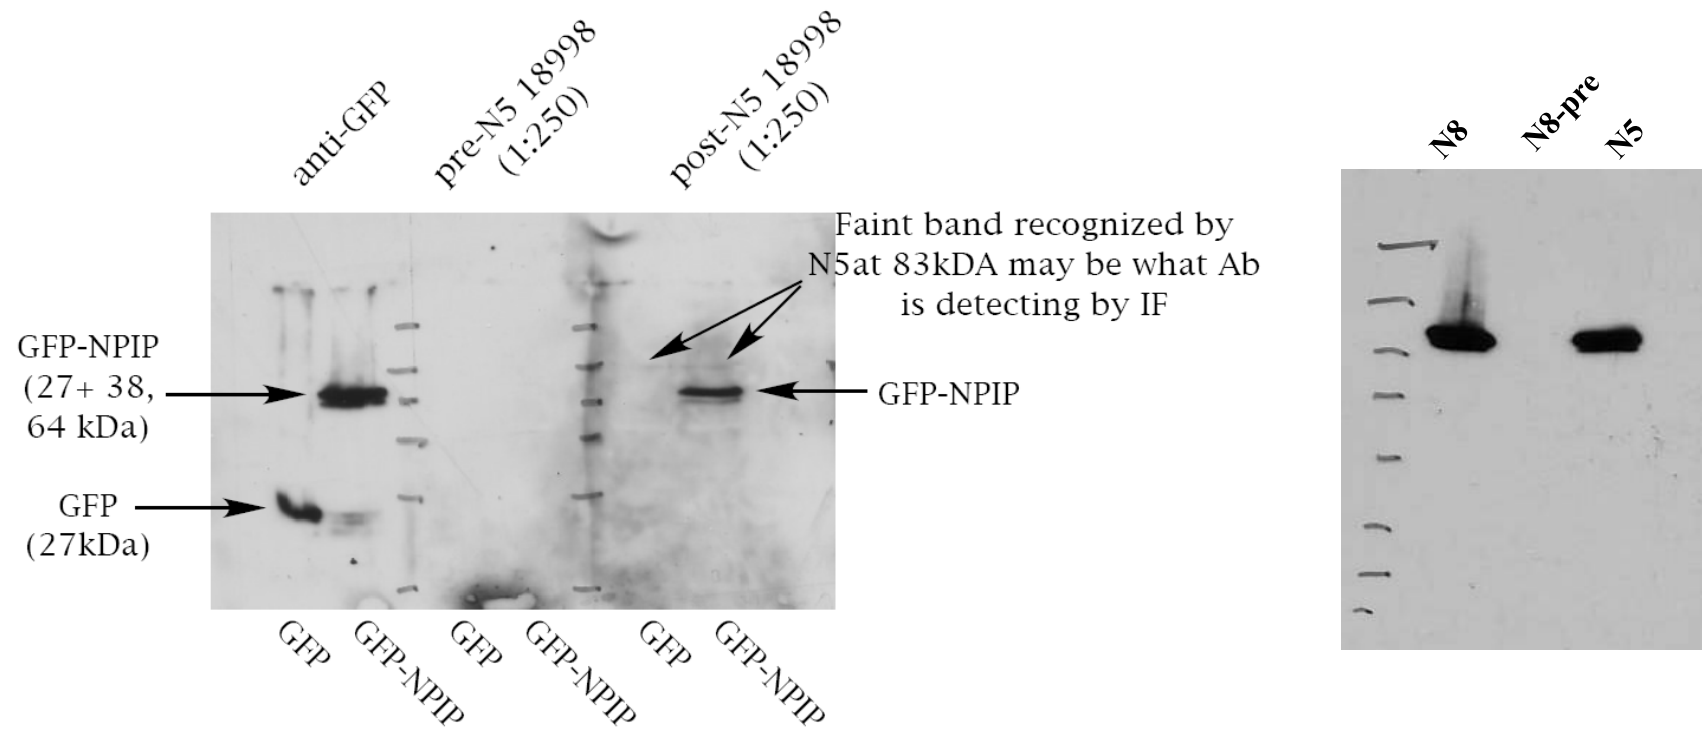 anti-GFP
pre-N5 18998
(1:250)
post-N5 18998
(1:250)
N8
N8-pre
N5
Faint band recognized by
N5at 83kDA may be what Ab
is detecting by IF
GFP-NPIP
(27+ 38,
64 kDa)
GFP-NPIP
GFP
(27kDa)
GFP
GFP-NPIP
GFP
GFP-NPIP
GFP
GFP-NPIP